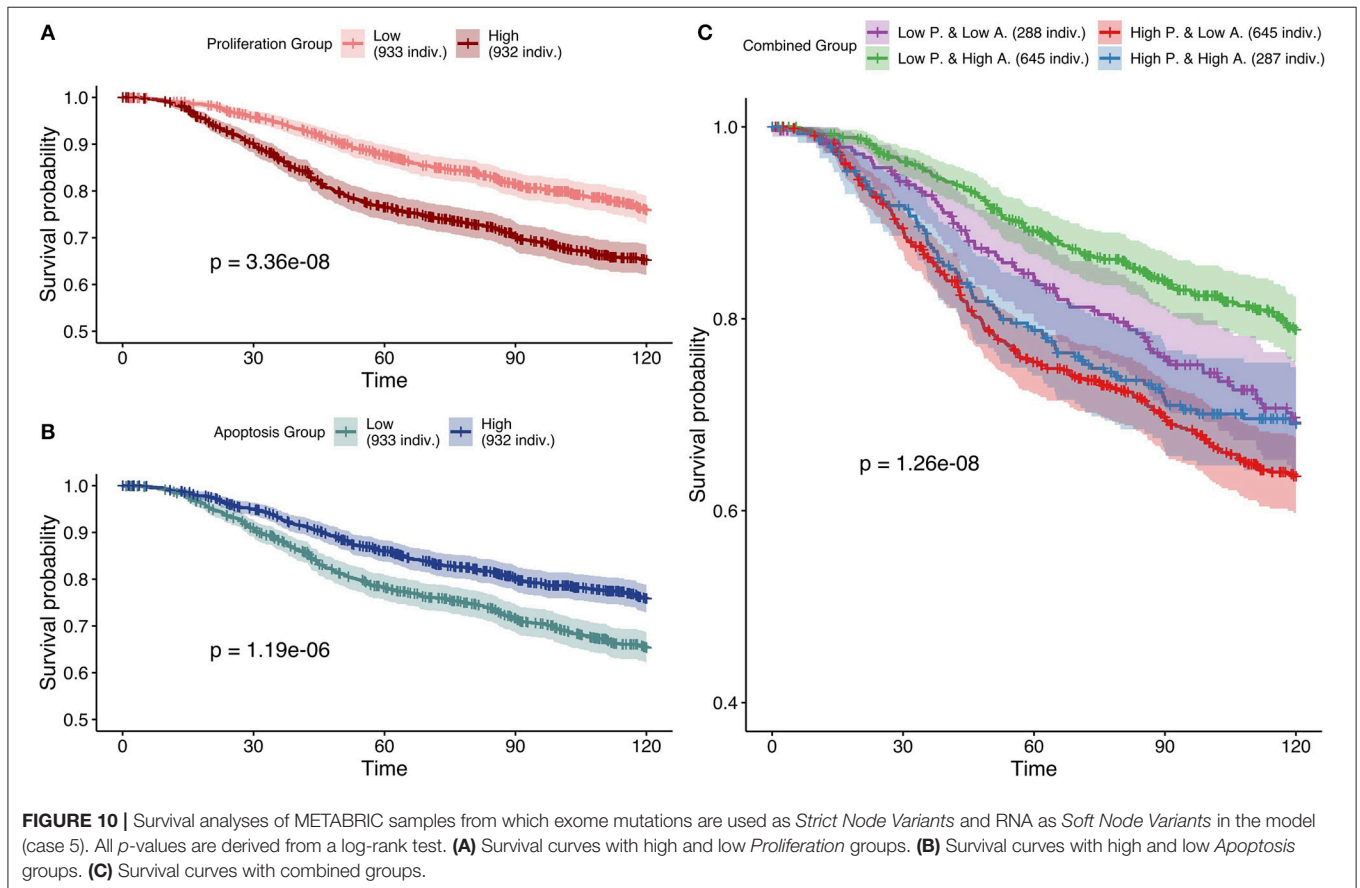 A
Proliferation Group
Low
(933 indiv.)
High
(932 indiv.)
Survival probability
1.0
0.9
0.8
0.7
0.6
0.5
p = 3.36e-08
0
30
60
90
120
Time
B
Apoptosis Group
Low
(933 indiv.)
High
(932 indiv.)
Survival probability
1.0
0.9
0.8
0.7
0.6
0.5
p = 1.19e-06
0
30
60
90
120
Time
C
Combined Group
Low P. & Low A. (288 indiv.)
High P. & Low A. (645 indiv.)
Low P. & High A. (645 indiv.)
High P. & High A. (287 indiv.)
Survival probability
1.0
0.8
0.6
0.4
p = 1.26e-08
0
30
60
90
120
Time
FIGURE 10 | Survival analyses of METABRIC samples from which exome mutations are used as Strict Node Variants and RNA as Soft Node Variants in the model
(case 5). All p-values are derived from a log-rank test. (A) Survival curves with high and low Proliferation groups. (B) Survival curves with high and low Apoptosis
groups. (C) Survival curves with combined groups.